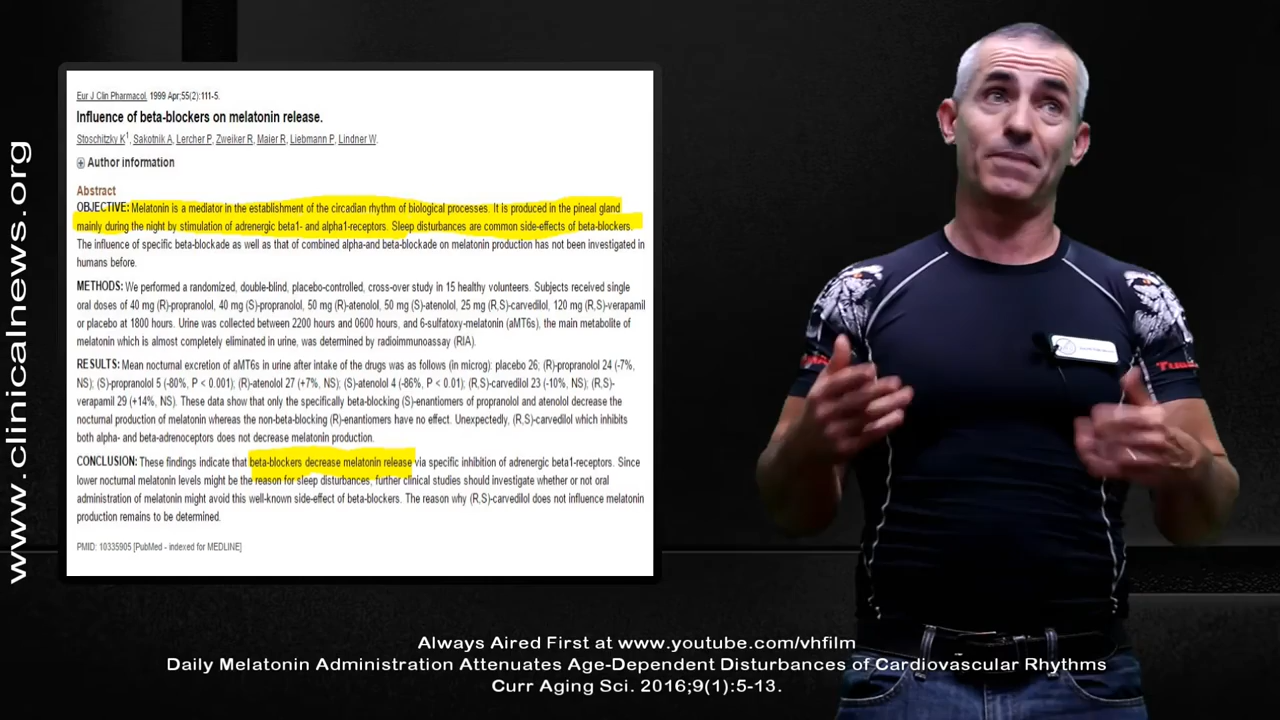 www.clinicalnews.org
Eur J Clin Pharmacol. 1999 Apr;55(2):111-5.
Influence of beta-blockers on melatonin release.
Stoschitzky K1, Sakotnik A, Lercher P, Zweiker R, Maier R, Liebmann P, Lindner W.
Author information
Abstract
OBJECTIVE: Melatonin is a mediator in the establishment of the circadian rhythm of biological processes. It is produced in the pineal gland
mainly during the night by stimulation of adrenergic beta1- and alpha1-receptors. Sleep disturbances are common side-effects of beta-blockers.
The influence of specific beta-blockade as well as that of combined alpha-and beta-blockade on melatonin production has not been investigated in
humans before.
METHODS: We performed a randomized, double-blind, placebo-controlled, cross-over study in 15 healthy volunteers. Subjects received single
oral doses of 40 mg (R)-propranolol, 40 mg (S)-propranolol, 50 mg (R)-atenolol, 50 mg (S)-atenolol, 25 mg (R,S)-carvedilol, 120 mg (R,S)-verapamil
or placebo at 1800 hours. Urine was collected between 2200 hours and 0600 hours, and 6-sulfatoxy-melatonin (aMT6s), the main metabolite of
melatonin which is almost completely eliminated in urine, was determined by radioimmunoassay (RIA).
RESULTS: Mean nocturnal excretion of aMT6s in urine after intake of the drugs was as follows (in microg): placebo 26; (R)-propranolol 24 (-7%,
NS); (S)-propranolol 5 (-80%, P < 0.001); (R)-atenolol 27 (+7%, NS); (S)-atenolol 4 (-86%, P < 0.01); (R,S)-carvedilol 23 (-10%, NS); (R,S)-
verapamil 29 (+14%, NS). These data show that only the specifically beta-blocking (S)-enantiomers of propranolol and atenolol decrease the
nocturnal production of melatonin whereas the non-beta-blocking (R)-enantiomers have no effect. Unexpectedly, (R,S)-carvedilol which inhibits
both alpha- and beta-adrenoceptors does not decrease melatonin production.
CONCLUSION: These findings indicate that beta-blockers decrease melatonin release via specific inhibition of adrenergic beta1-receptors. Since
lower nocturnal melatonin levels might be the reason for sleep disturbances, further clinical studies should investigate whether or not oral
administration of melatonin might avoid this well-known side-effect of beta-blockers. The reason why (R,S)-carvedilol does not influence melatonin
production remains to be determined.
PMID: 10335905 [PubMed - indexed for MEDLINE]
Always Aired First at www.youtube.com/vhfilm
Daily Melatonin Administration Attenuates Age-Dependent Disturbances of Cardiovascular Rhythms
Curr Aging Sci. 2016;9(1):5-13.